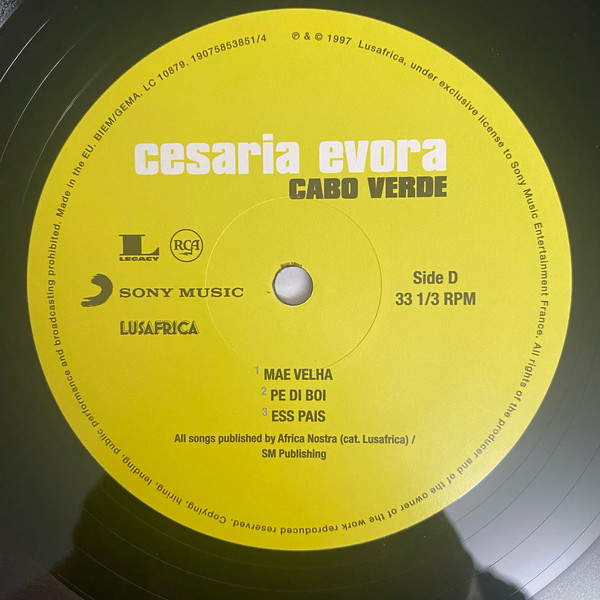 Made in the EU. BIEM/GEMA. LC 10879. 19075853851/4
℗ & © 1997 Lusafrica, under exclusive license to Sony Music Entertainment France. All rights of the producer and of the owner of the work reproduced reserved. Copying, hiring, lending public performance and broadcasting prohibited.
cesaria evora
CABO VERDE
L
LEGACY
RCA
SONY MUSIC
LUSAFRICA
Side D
33 1/3 RPM
1 MAE VELHA
2 PE DI BOI
3 ESS PAIS
All songs published by Africa Nostra (cat. Lusafrica) /
SM Publishing